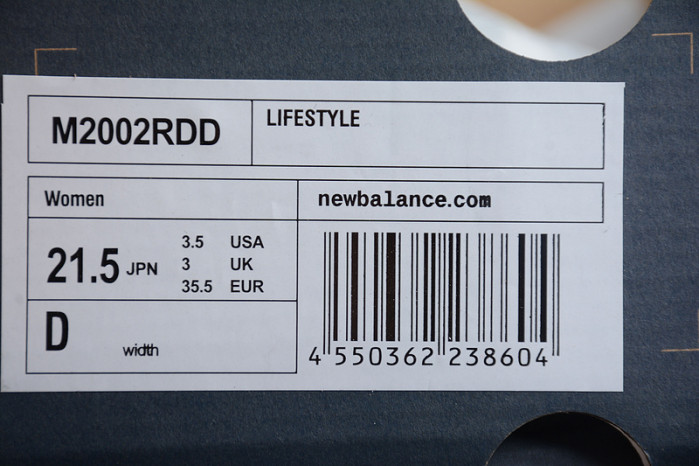 M2002RDD
LIFESTYLE
Women
newbalance.com
21.5 JPN
3.5 USA
3 UK
35.5 EUR
D
width
4 550362 238604